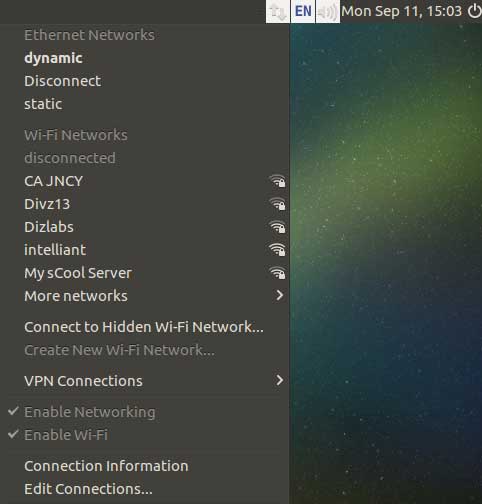 EN Mon Sep 11, 15:03
Ethernet Networks
dynamic
Disconnect
static
Wi-Fi Networks
disconnected
CA JNCY
Divz13
Dizlabs
intelliant
My sCool Server
More networks
Connect to Hidden Wi-Fi Network...
Create New Wi-Fi Network...
VPN Connections
Enable Networking
Enable Wi-Fi
Connection Information
Edit Connections...